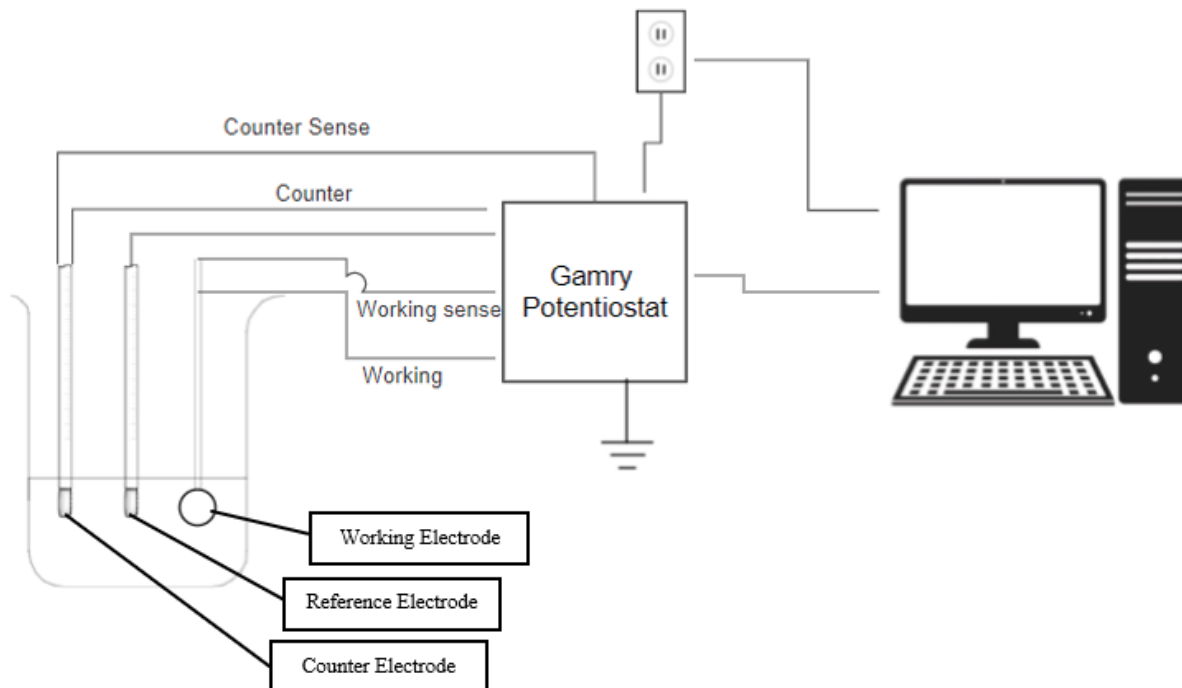 Counter Sense
Counter
Gamry
Potentiostat
Working sense
Working
Working Electrode
Reference Electrode
Counter Electrode